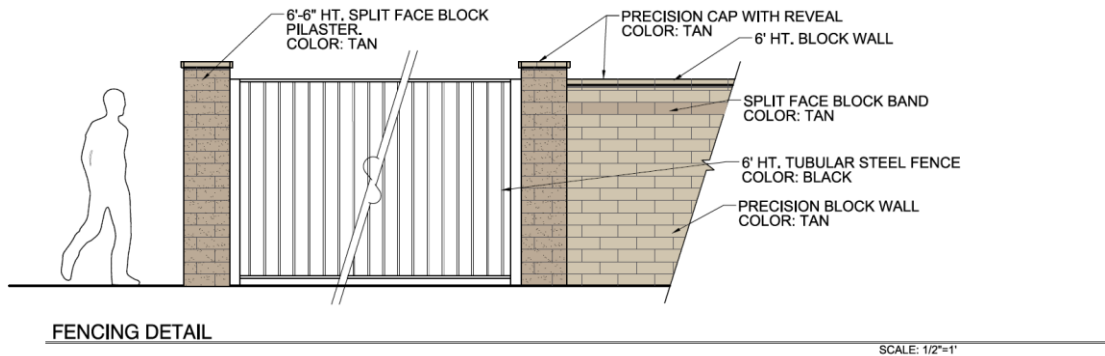 6'-6" HT. SPLIT FACE BLOCK
PILASTER.
COLOR: TAN
PRECISION CAP WITH REVEAL
COLOR: TAN
6' HT. BLOCK WALL
SPLIT FACE BLOCK BAND
COLOR: TAN
6' HT. TUBULAR STEEL FENCE
COLOR: BLACK
PRECISION BLOCK WALL
COLOR: TAN
FENCING DETAIL
SCALE: 1/2"=1'